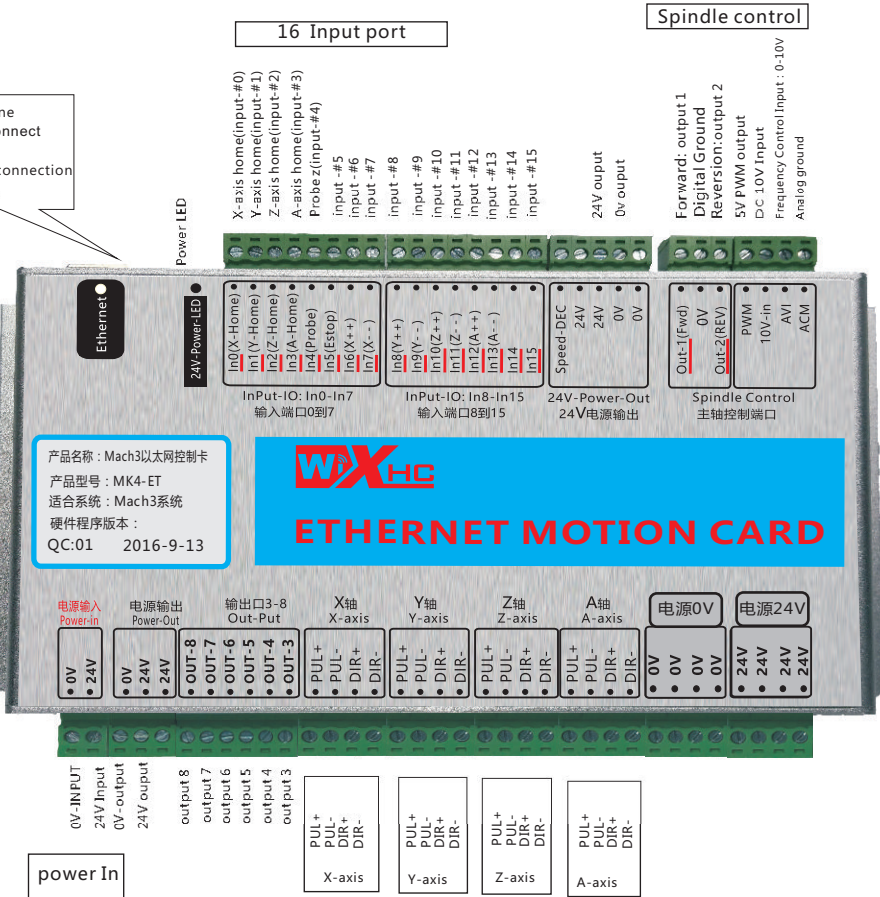 16 Input port
Spindle control
ne
onnect
connection
Power LED
X-axis home(input-#0)
Y-axis home(input-#1)
Z-axis home(input-#2)
A-axis home(input-#3)
Probe z(input-#4)
input -#5
input -#6
input -#7
input -#8
input -#9
input -#10
input -#11
input -#12
input -#13
input -#14
input -#15
24V ouput
0v ouput
Forward: output 1
Digital Ground
Reversion:output 2
5V PWM output
DC 10V Input
Frequency Control Input : 0-10V
Analog ground
Ethernet
24V-Power-LED
In0(X-Home)
In1(Y-Home)
In2(Z-Home)
In3(A-Home)
In4(Probe)
In5(Estop)
In6(X++)
In7(X--)
In8(Y++)
In9(Y--)
In10(Z++)
In11(Z--)
In12(A++)
In13(A--)
In14
In15
Speed-DEC
24V
24V
0V
0V
Out-1(Fwd)
0V
Out-2(REV)
PWM
10V-in
AVI
ACM
InPut-IO: In0-In7
输入端口0到7
InPut-IO: In8-In15
输入端口8到15
24V-Power-Out
24V电源输出
Spindle Control
主轴控制端口
产品名称：Mach3以太网控制卡
产品型号：MK4-ET
适合系统：Mach3系统
硬件程序版本：
QC:01 2016-9-13
WiXHC
ETHERNET MOTION CARD
电源输入
Power-in
电源输出
Power-Out
输出口3-8
Out-Put
X轴
X-axis
Y轴
Y-axis
Z轴
Z-axis
A轴
A-axis
电源0V
电源24V
0V
24V
0V
24V
24V
OUT-8
OUT-7
OUT-6
OUT-5
OUT-4
OUT-3
PUL+
PUL-
DIR+
DIR-
PUL+
PUL-
DIR+
DIR-
PUL+
PUL-
DIR+
DIR-
PUL+
PUL-
DIR+
DIR-
0V
0V
0V
0V
24V
24V
24V
24V
0V-INPUT
24V Input
0V-output
24V ouput
output 8
output 7
output 6
output 5
output 4
output 3
PUL+
PUL-
DIR+
DIR-
X-axis
PUL+
PUL-
DIR+
DIR-
Y-axis
PUL+
PUL-
DIR+
DIR-
Z-axis
PUL+
PUL-
DIR+
DIR-
A-axis
power In